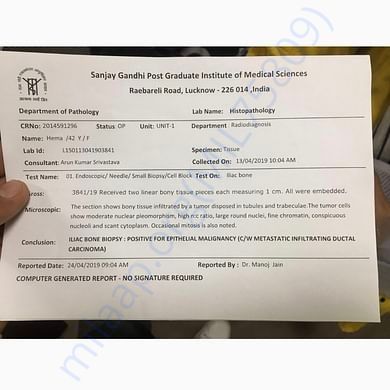 Sanjay Gandhi Post Graduate Institute of Medical Sciences
Raebareli Road, Lucknow - 226 014 ,India
Department of Pathology Lab Name: Histopathology
CRNo: 2014591296 Status OP Unit: UNIT-1 Department Radiodiagnosis
Name: Hema /42 Y / F
Lab Id: L150113041903841 Specimen: Tissue
Consultant: Arun Kumar Srivastava Collected On: 13/04/2019 10:04 AM
Test Name: 01. Endoscopic/ Needle/ Small Biopsy/Cell Block Test On: Iliac bone
Gross: 3841/19 Received two linear bony tissue pieces each measuring 1 cm. All were embedded.
Microscopic: The section shows bony tissue infiltrated by a tumor disposed in tubules and trabeculae.The tumor cells
show moderate nuclear pleomorphism, high n:c ratio, large round nuclei, fine chromatin, conspicuous
nucleoli and scant cytoplasm. Occasional mitosis is also noted.
Conclusion: ILIAC BONE BIOPSY : POSITIVE FOR EPITHELIAL MALIGNANCY (C/W METASTATIC INFILTRATING DUCTAL
CARCINOMA)
Reported Date: 24/04/2019 09:04 AM Reported By : Dr. Manoj Jain
COMPUTER GENERATED REPORT - NO SIGNATURE REQUIRED